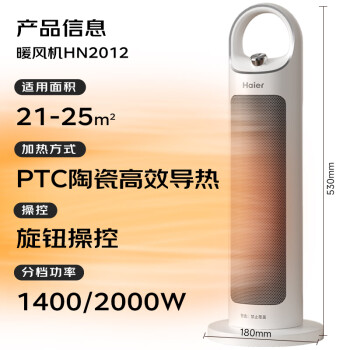 产品信息
暖风机HN2012
适用面积
21-25m²
加热方式
PTC陶瓷高效导热
操控
旋钮操控
分档功率
1400/2000W
Haier
530mm
180mm